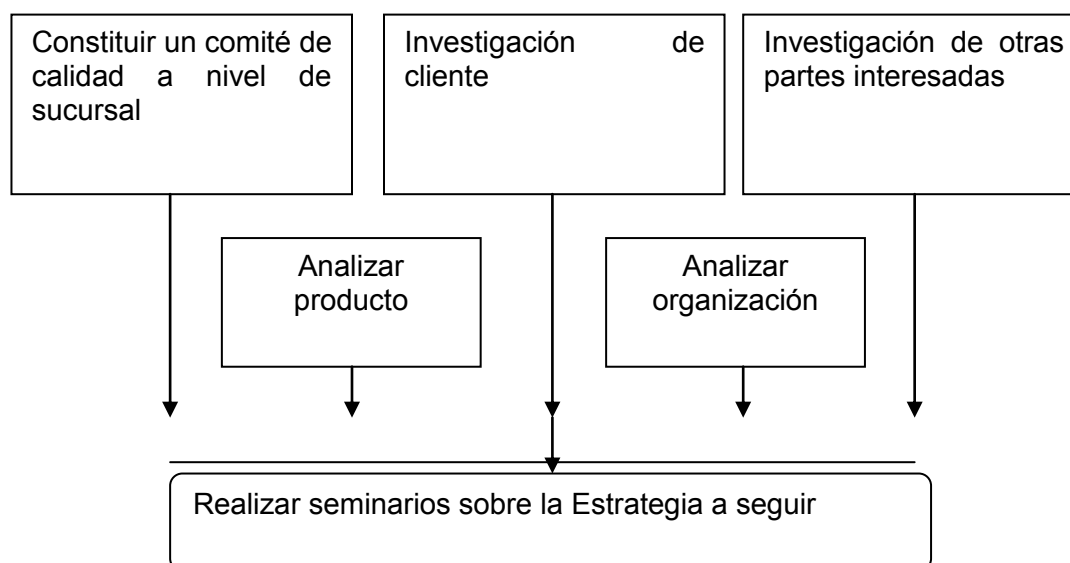 Constituir un comité de
calidad a nivel de
sucursal
Investigación de
cliente
Investigación de otras
partes interesadas
Analizar
producto
Analizar
organización
Realizar seminarios sobre la Estrategia a seguir